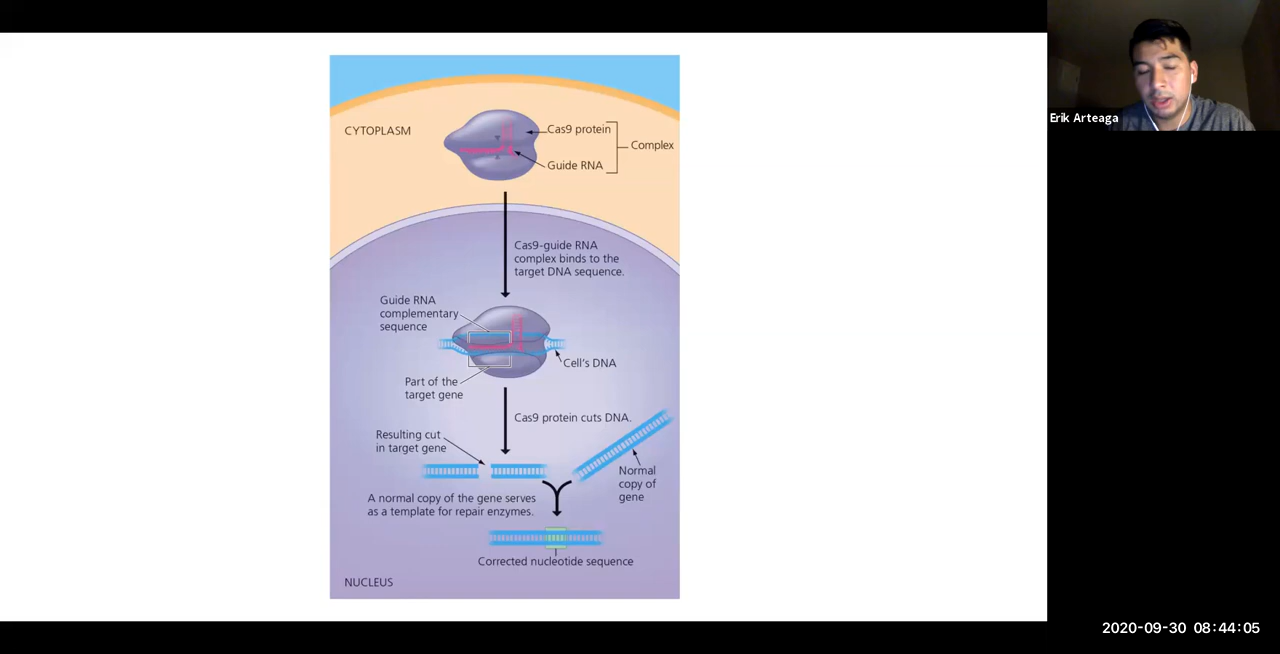 Erik Arteaga
CYTOPLASM
Cas9 protein
Complex
Guide RNA
Cas9-guide RNA
complex binds to the
target DNA sequence.
Guide RNA
complementary
sequence
Cell's DNA
Part of the
target gene
Cas9 protein cuts DNA.
Resulting cut
in target gene
Normal
copy of
gene
A normal copy of the gene serves
as a template for repair enzymes.
Corrected nucleotide sequence
NUCLEUS
2020-09-30 08:44:05